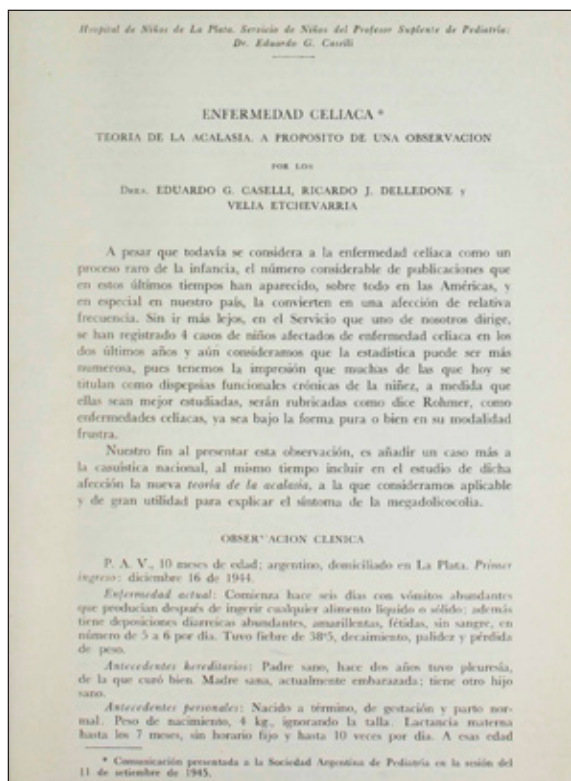 Hospital de Niños de La Plata. Servicio de Niños del Profesor Suplente de Pediatría:
Dr. Eduardo G. Caselli
ENFERMEDAD CELIACA *
TEORIA DE LA ACALASIA. A PROPOSITO DE UNA OBSERVACION
POR LOS
Dres. EDUARDO G. CASELLI, RICARDO J. DELLEDONE y
VELIA ETCHEVARRIA
A pesar que todavía se considera a la enfermedad celíaca como un
proceso raro de la infancia, el número considerable de publicaciones que
en estos últimos tiempos han aparecido, sobre todo en las Américas, y
en especial en nuestro país, la convierten en una afección de relativa
frecuencia. Sin ir más lejos, en el Servicio que uno de nosotros dirige,
se han registrado 4 casos de niños afectados de enfermedad celíaca en los
dos últimos años y aún consideramos que la estadística puede ser más
numerosa, pues tenemos la impresión que muchas de las que hoy se
titulan como dispepsias funcionales crónicas de la niñez, a medida que
ellas sean mejor estudiadas, serán rubricadas como dice Rohmer, como
enfermedades celíacas, ya sea bajo la forma pura o bien en su modalidad
frustra.
Nuestro fin al presentar esta observación, es añadir un caso más a
la casuística nacional, al mismo tiempo incluir en el estudio de dicha
afección la nueva teoría de la acalasia, a la que consideramos aplicable
y de gran utilidad para explicar el síntoma de la megadolicocolia.
OBSERVACION CLINICA
P. A. V., 10 meses de edad; argentino, domiciliado en La Plata. Primer
ingreso: diciembre 16 de 1944.
Enfermedad actual: Comienza hace seis días con vómitos abundantes
que producían después de ingerir cualquier alimento líquido o sólido; además
tiene deposiciones diarreicas abundantes, amarillentas, fétidas, sin sangre, en
número de 5 a 6 por día. Tuvo fiebre de 38°5, decaimiento, palidez y pérdida
de peso.
Antecedentes hereditarios: Padre sano, hace dos años tuvo pleuresía,
de la que curó bien. Madre sana, actualmente embarazada; tiene otro hijo
sano.
Antecedentes personales: Nacido a término, de gestación y parto nor-
mal. Peso de nacimiento, 4 kg., ignorando la talla. Lactancia materna
hasta los 7 meses, sin horario fijo y hasta 10 veces por día. A esas edad
* Comunicación presentada a la Sociedad Argentina de Pediatría en la sesión del
11 de setiembre de 1945.